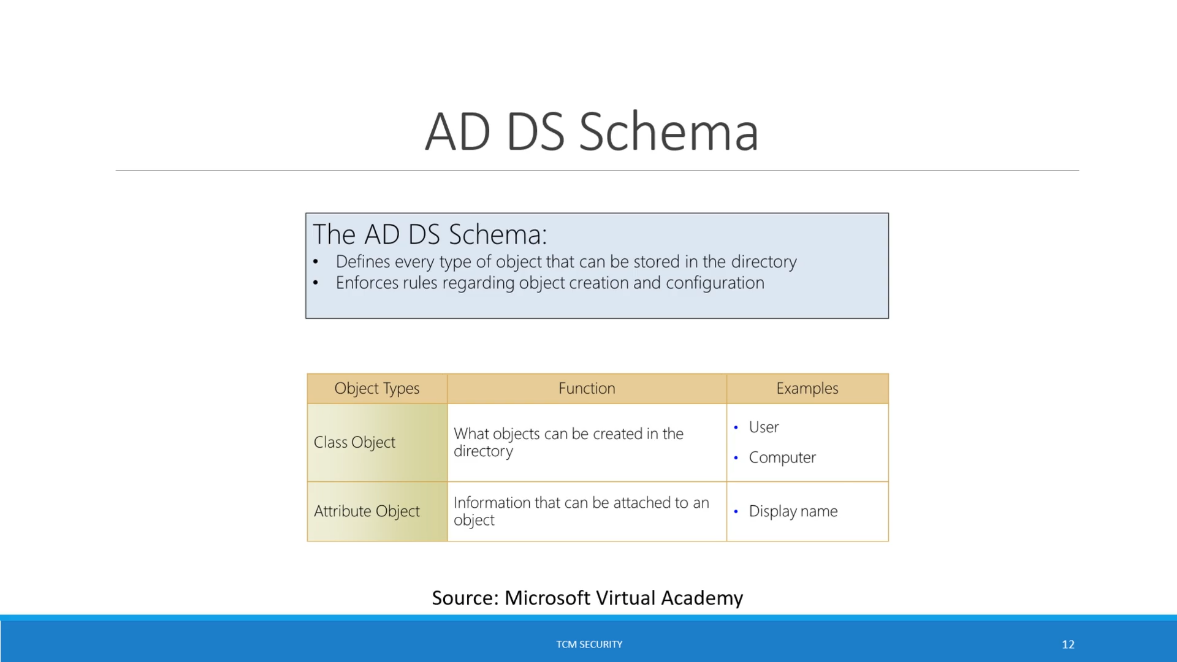 AD DS Schema
The AD DS Schema:
• Defines every type of object that can be stored in the directory
• Enforces rules regarding object creation and configuration
Object Types Function Examples
Class Object
What objects can be created in the
directory
• User
• Computer
Attribute Object
Information that can be attached to an
object
• Display name
Source: Microsoft Virtual Academy
TCM SECURITY
12